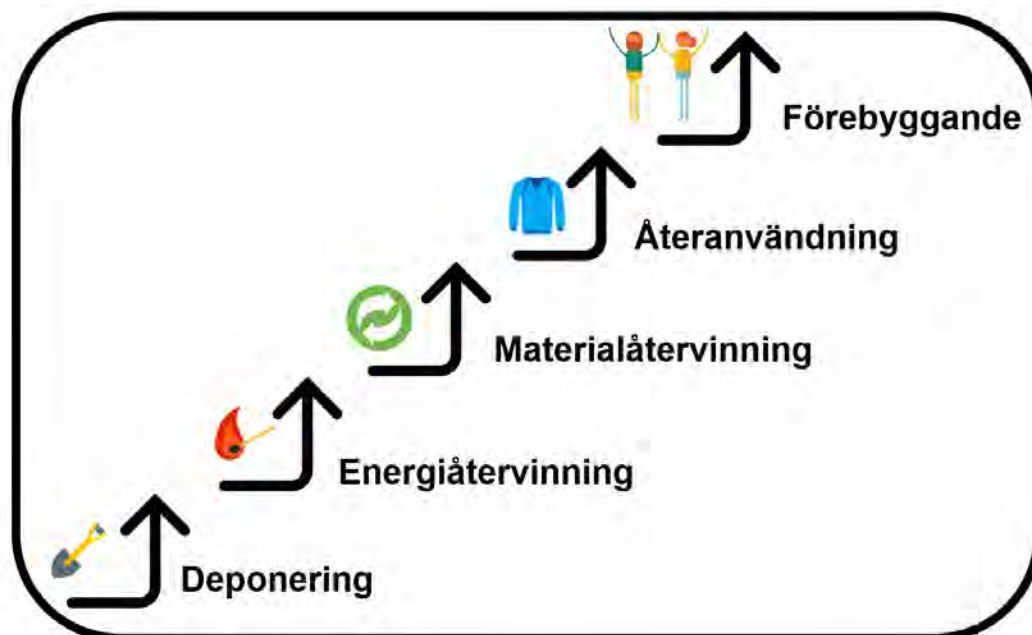 Förebyggande
Återanvändning
Materialåtervinning
Energiåtervinning
Deponering